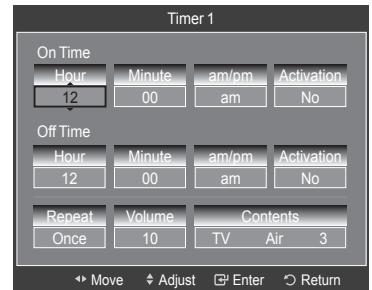 Timer 1
On Time
Hour Minute am/pm Activation
12 00 am No
Off Time
Hour Minute am/pm Activation
12 00 am No
Repeat Volume Contents
Once 10 TV Air 3
Move Adjust Enter Return